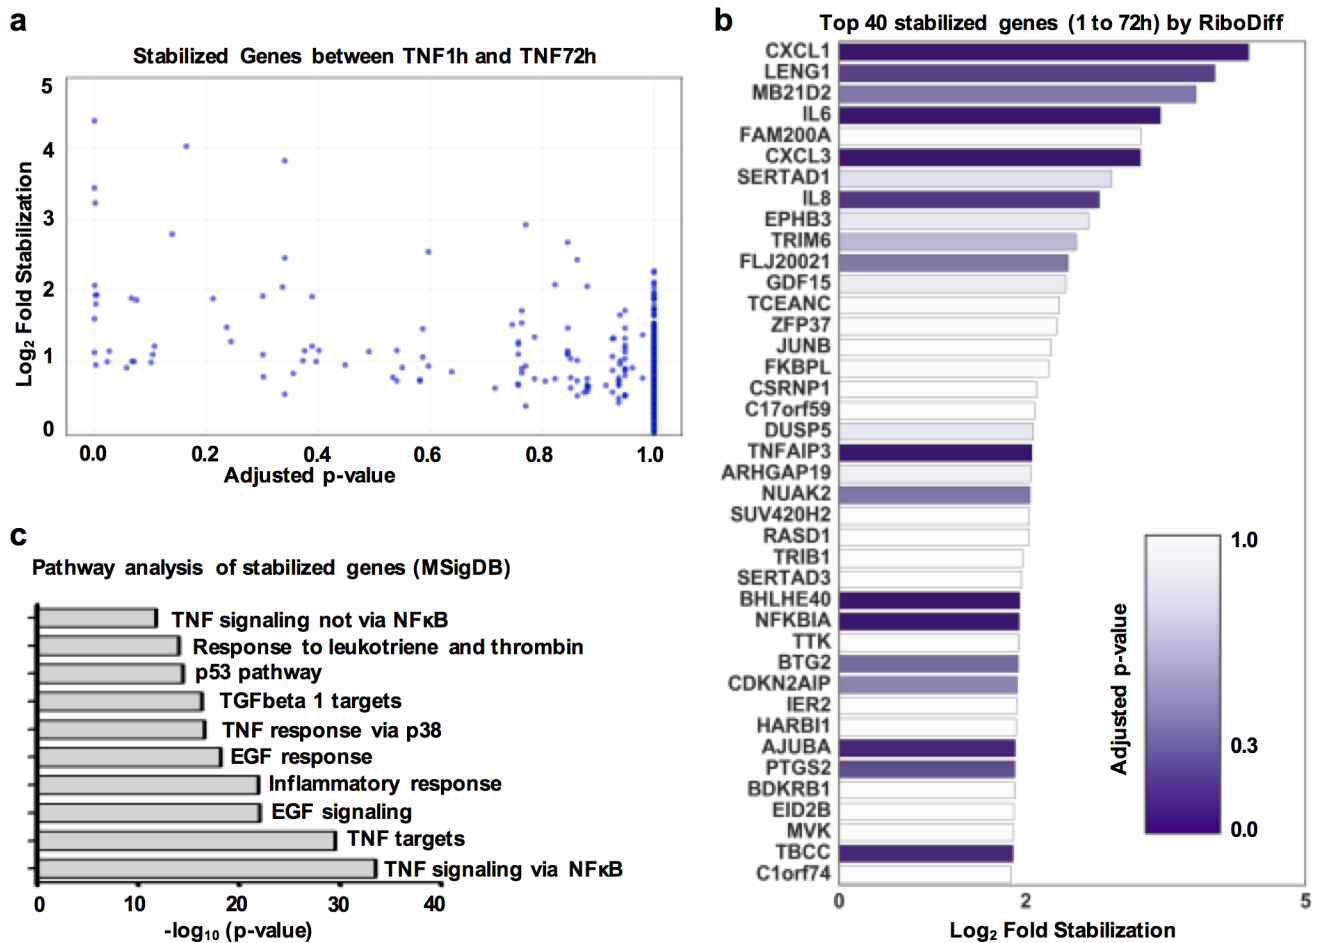 a
Stabilized Genes between TNF1h and TNF72h
5
4
3
2
1
0
Log2 Fold Stabilization
0.0 0.2 0.4 0.6 0.8 1.0
Adjusted p-value
b
Top 40 stabilized genes (1 to 72h) by RiboDiff
CXCL1
LENG1
MB21D2
IL6
FAM200A
CXCL3
SERTAD1
IL8
EPHB3
TRIM6
FLJ20021
GDF15
TCEANC
ZFP37
JUNB
FKBPL
CSRNP1
C17orf59
DUSP5
TNFAIP3
ARHGAP19
NUAK2
SUV420H2
RASD1
TRIB1
SERTAD3
BHLHE40
NFKBIA
TTK
BTG2
CDKN2AIP
IER2
HARBI1
AJUBA
PTGS2
BDKRB1
EID2B
MVK
TBCC
C1orf74
0 2 5
Log2 Fold Stabilization
Adjusted p-value
1.0
0.3
0.0
c
Pathway analysis of stabilized genes (MSigDB)
TNF signaling not via NFκB
Response to leukotriene and thrombin
p53 pathway
TGFbeta 1 targets
TNF response via p38
EGF response
Inflammatory response
EGF signaling
TNF targets
TNF signaling via NFκB
0 10 20 30 40
-log10 (p-value)